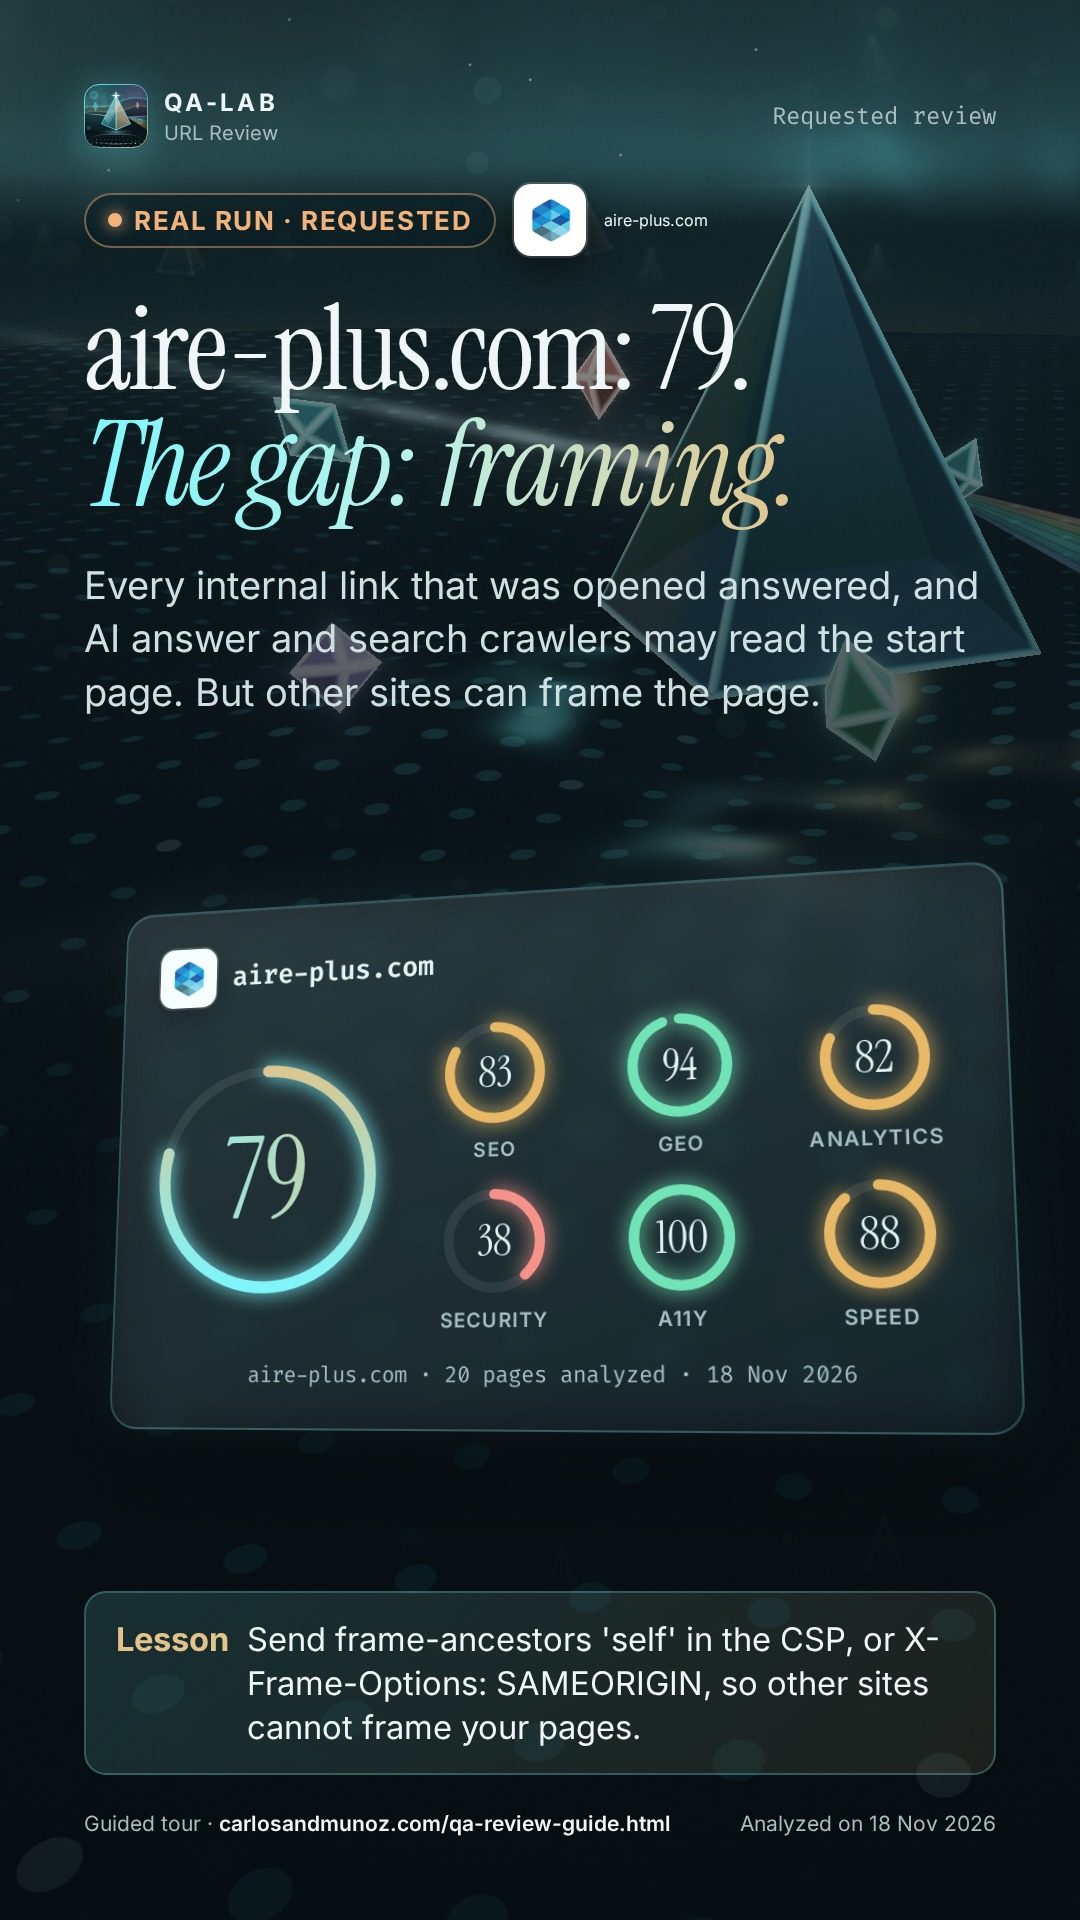 QA-LAB
URL Review
Requested review
REAL RUN · REQUESTED
aire-plus.com
aire-plus.com: 79.
The gap: framing.
Every internal link that was opened answered, and
AI answer and search crawlers may read the start
page. But other sites can frame the page.
aire-plus.com
79
83
SEO
94
GEO
82
ANALYTICS
38
SECURITY
100
A11Y
88
SPEED
aire-plus.com · 20 pages analyzed · 18 Nov 2026
Lesson Send frame-ancestors 'self' in the CSP, or X-
Frame-Options: SAMEORIGIN, so other sites
cannot frame your pages.
Guided tour · carlosandmunoz.com/qa-review-guide.html
Analyzed on 18 Nov 2026